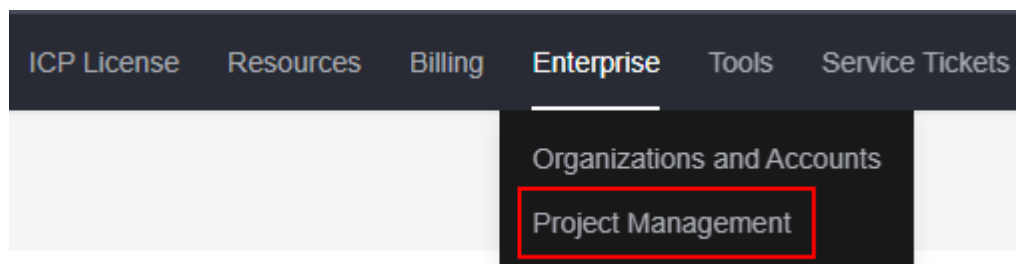 ICP License Resources Billing Enterprise Tools Service Tickets
Organizations and Accounts
Project Management